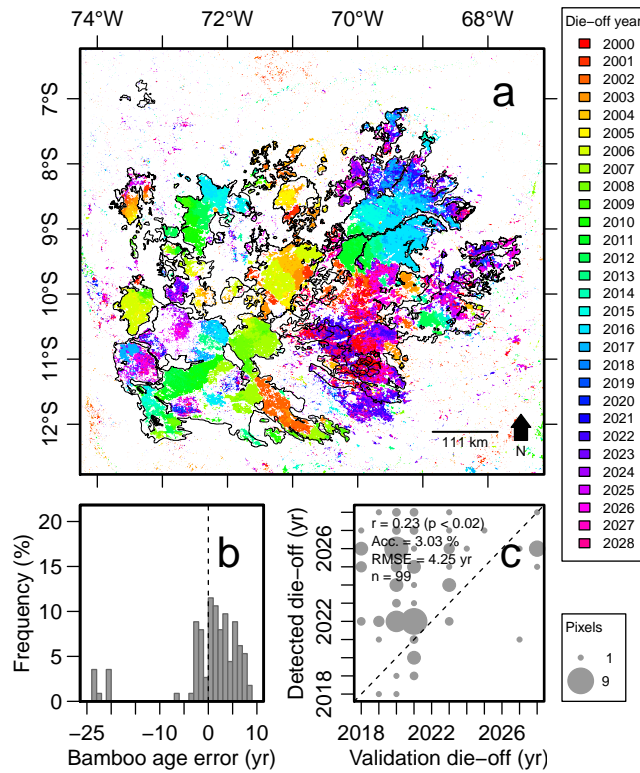 74°W 72°W 70°W 68°W
7°S
8°S
9°S
10°S
11°S
12°S
a
111 km
N
Die−off year
2000
2001
2002
2003
2004
2005
2006
2007
2008
2009
2010
2011
2012
2013
2014
2015
2016
2017
2018
2019
2020
2021
2022
2023
2024
2025
2026
2027
2028
b
Frequency (%)
20
15
10
5
0
−25 −10 0 10
Bamboo age error (yr)
c
r = 0.23 (p < 0.02)
Acc. = 3.03 %
RMSE = 4.25 yr
n = 99
Detected die−off (yr)
2026
2022
2018
2018 2022 2026
Validation die−off (yr)
Pixels
1
9